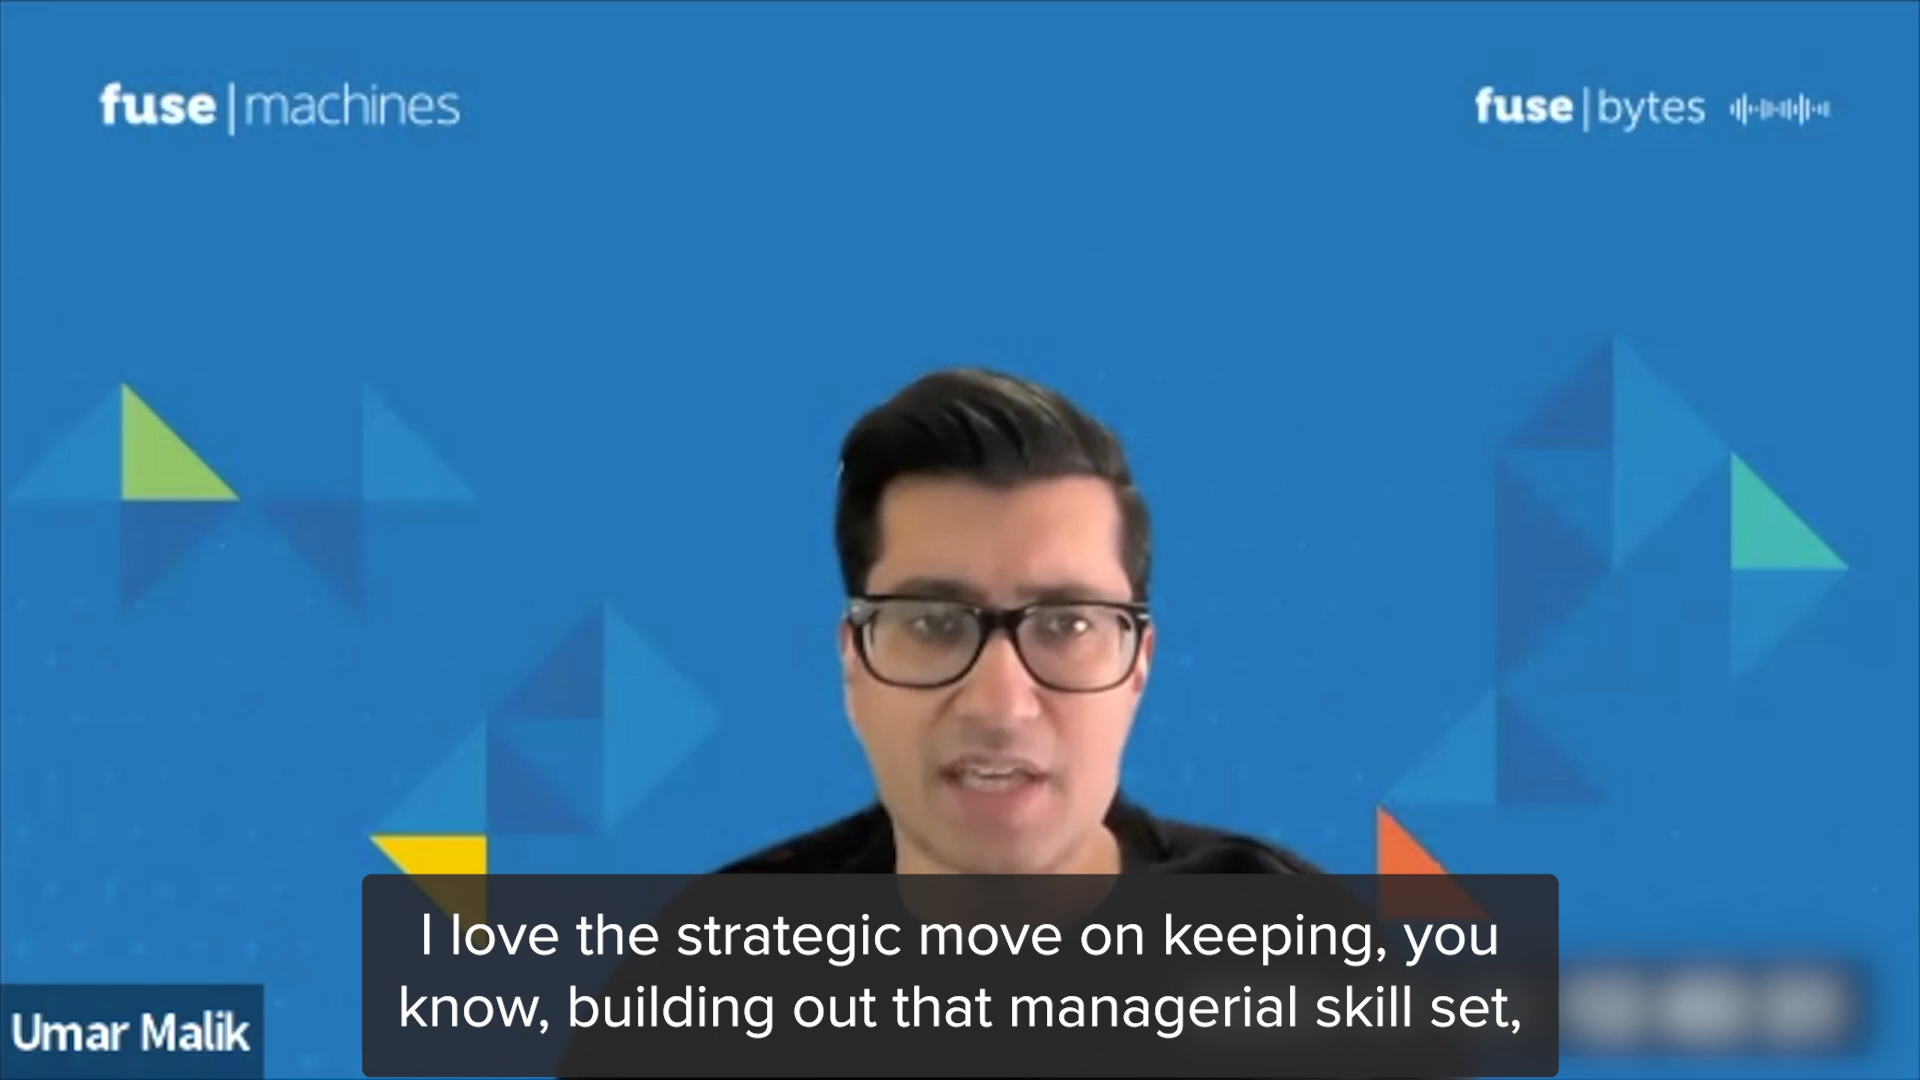 fuse|machines
fuse|bytes
I love the strategic move on keeping, you
know, building out that managerial skill set,
Umar Malik